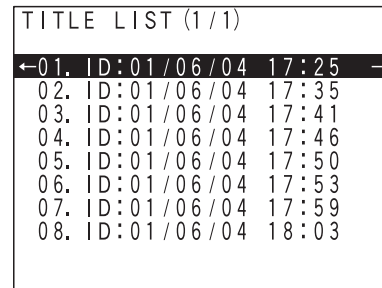 TITLE LIST(1/1)
←01. ID:01/06/04 17:25 →
02. ID:01/06/04 17:35
03. ID:01/06/04 17:41
04. ID:01/06/04 17:46
05. ID:01/06/04 17:50
06. ID:01/06/04 17:53
07. ID:01/06/04 17:59
08. ID:01/06/04 18:03